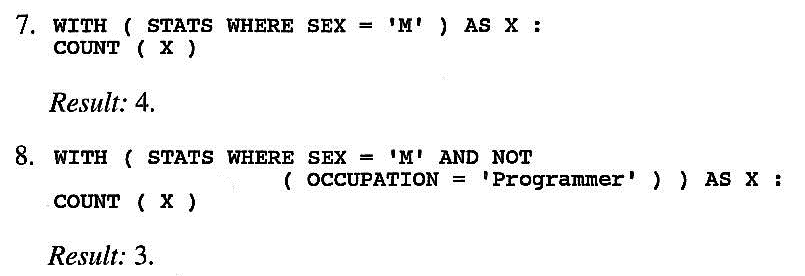 7. WITH ( STATS WHERE SEX = 'M' ) AS X :
COUNT ( X )
Result: 4.
8. WITH ( STATS WHERE SEX = 'M' AND NOT
( OCCUPATION = 'Programmer' ) ) AS X :
COUNT ( X )
Result: 3.